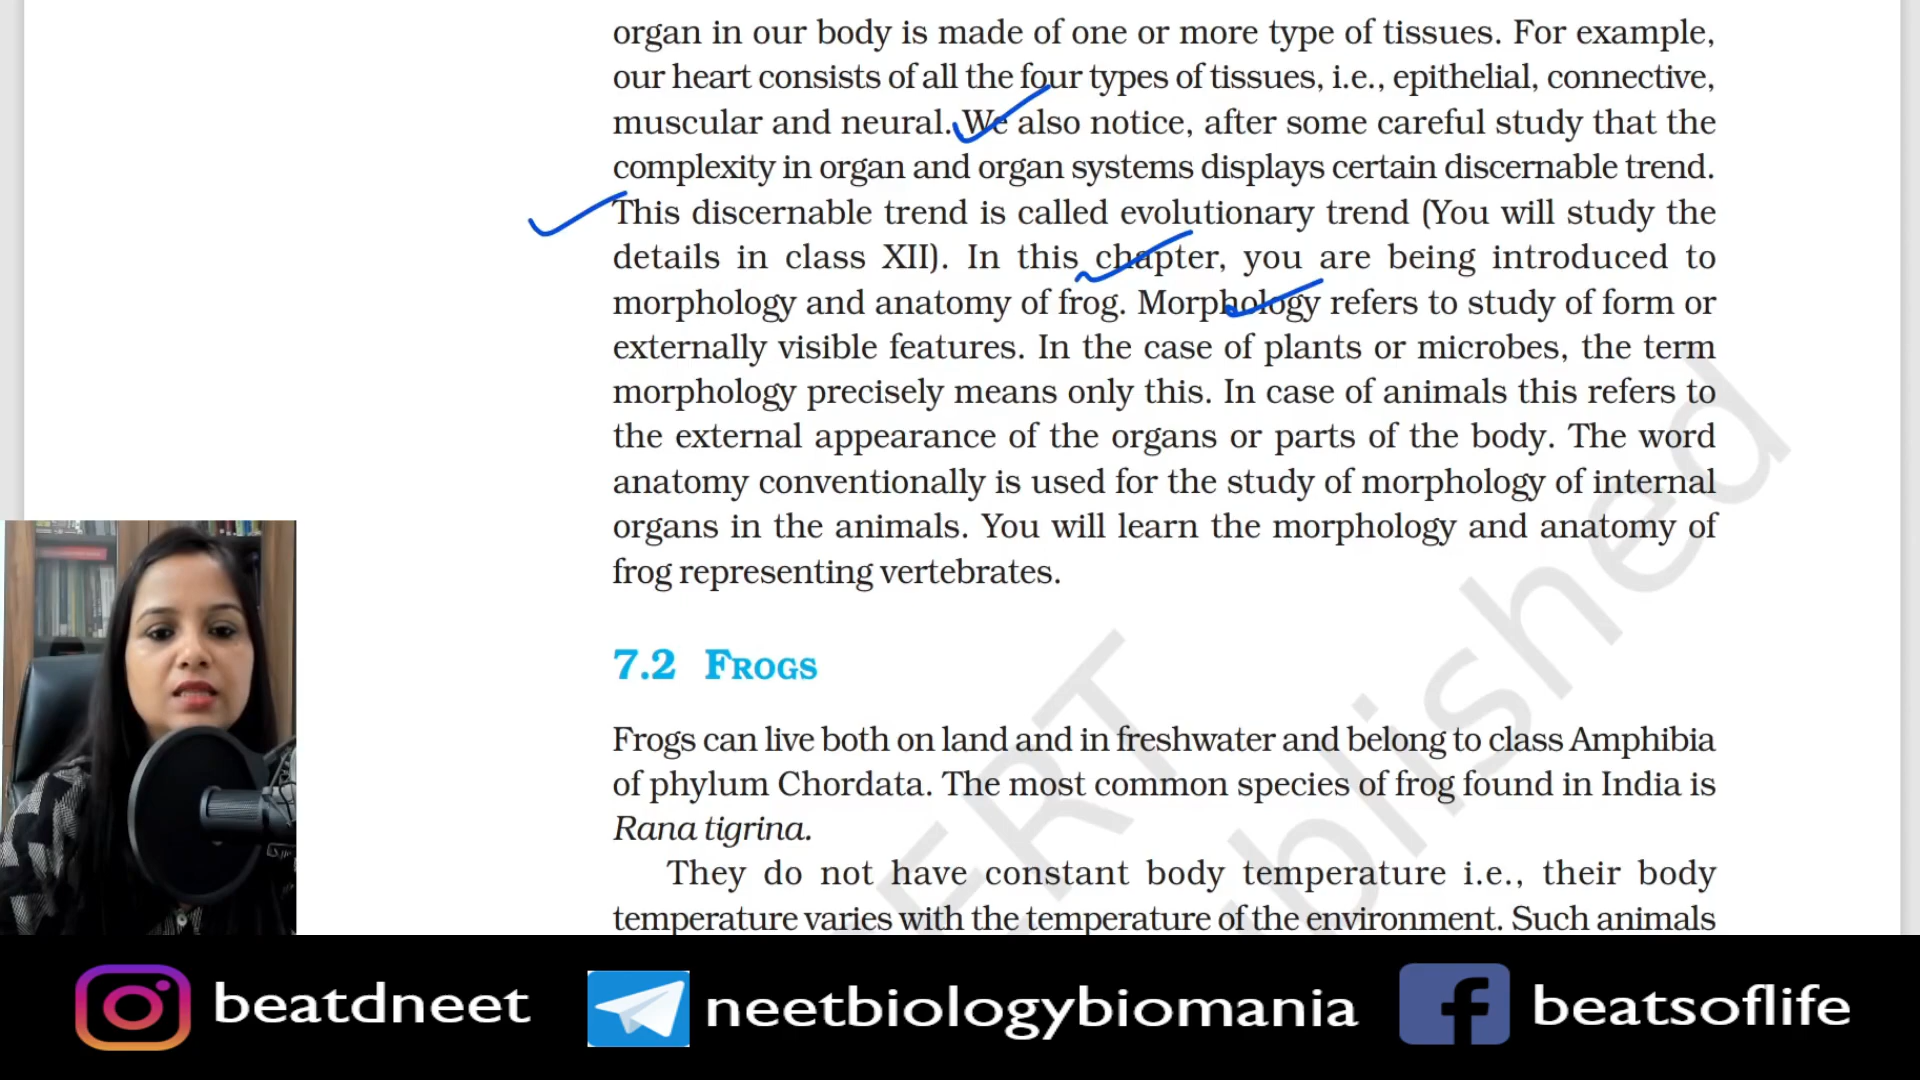 organ in our body is made of one or more type of tissues. For example,
our heart consists of all the four types of tissues, i.e., epithelial, connective,
muscular and neural. We also notice, after some careful study that the
complexity in organ and organ systems displays certain discernable trend.
This discernable trend is called evolutionary trend (You will study the
details in class XII). In this chapter, you are being introduced to
morphology and anatomy of frog. Morphology refers to study of form or
externally visible features. In the case of plants or microbes, the term
morphology precisely means only this. In case of animals this refers to
the external appearance of the organs or parts of the body. The word
anatomy conventionally is used for the study of morphology of internal
organs in the animals. You will learn the morphology and anatomy of
frog representing vertebrates.
7.2 FROGS
Frogs can live both on land and in freshwater and belong to class Amphibia
of phylum Chordata. The most common species of frog found in India is
Rana tigrina.
They do not have constant body temperature i.e., their body
temperature varies with the temperature of the environment. Such animals
beatdneet
neetbiologybiomania
beatsoflife